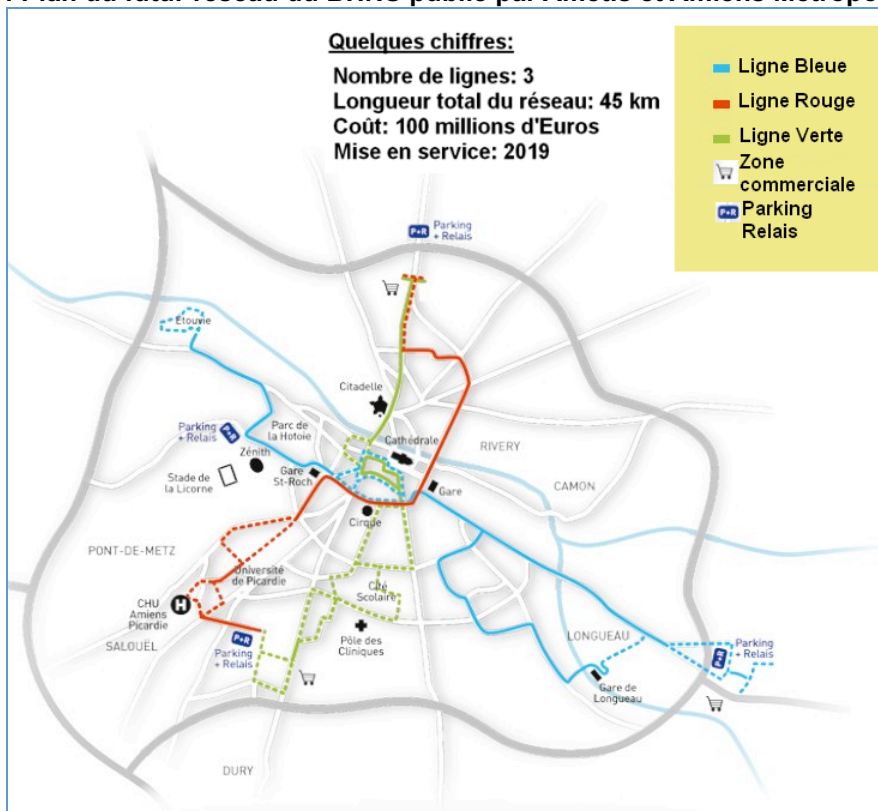 Quelques chiffres:
Nombre de lignes: 3
Longueur total du réseau: 45 km
Coût: 100 millions d'Euros
Mise en service: 2019
Ligne Bleue
Ligne Rouge
Ligne Verte
Zone
commerciale
P+R Parking
Relais
P+R Parking
+ Relais
Étouvie
Citadelle
Parking
+ Relais P+R
Parc de
la Hotoie
Cathédrale
RIVERY
Zénith
Stade de
la Licorne
Gare
St-Roch
Gare
CAMON
Cirque
PONT-DE-METZ
Université
de Picardie
Cité
Scolaire
CHU
Amiens
Picardie
H
SALOUËL
P+R
Parking
+ Relais
Pôle des
Cliniques
LONGUEAU
P+R
Parking
+ Relais
Gare de
Longueau
DURY